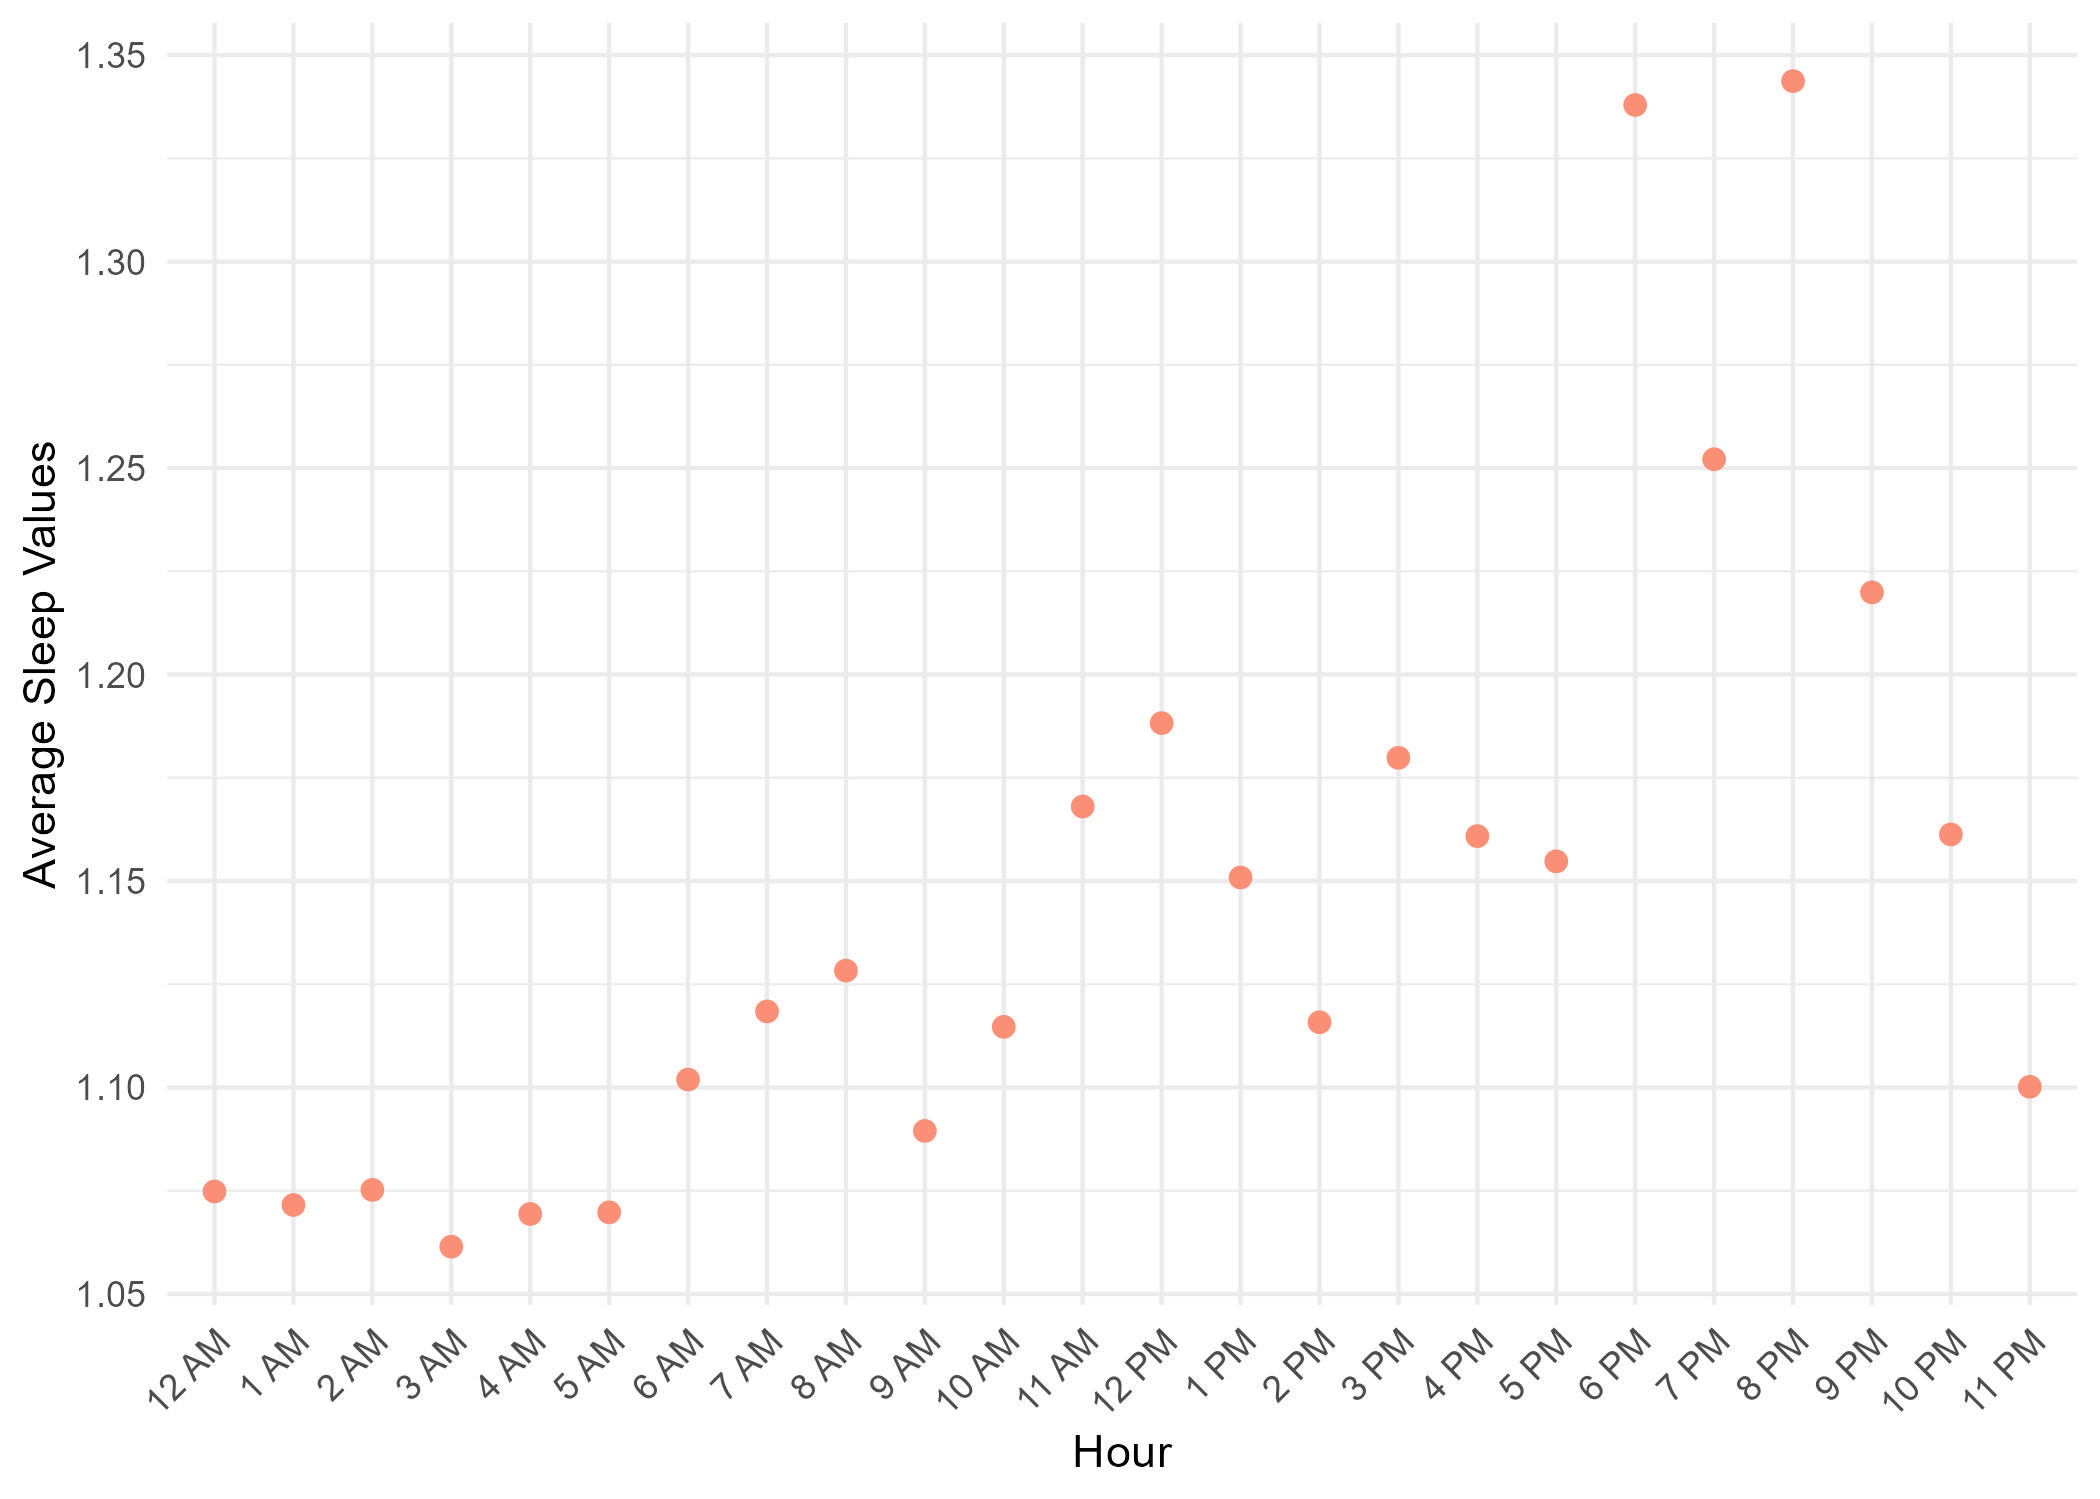 1.35
1.30
1.25
1.20
1.15
1.10
1.05
Average Sleep Values
12 AM
1 AM
2 AM
3 AM
4 AM
5 AM
6 AM
7 AM
8 AM
9 AM
10 AM
11 AM
12 PM
1 PM
2 PM
3 PM
4 PM
5 PM
6 PM
7 PM
8 PM
9 PM
10 PM
11 PM
Hour